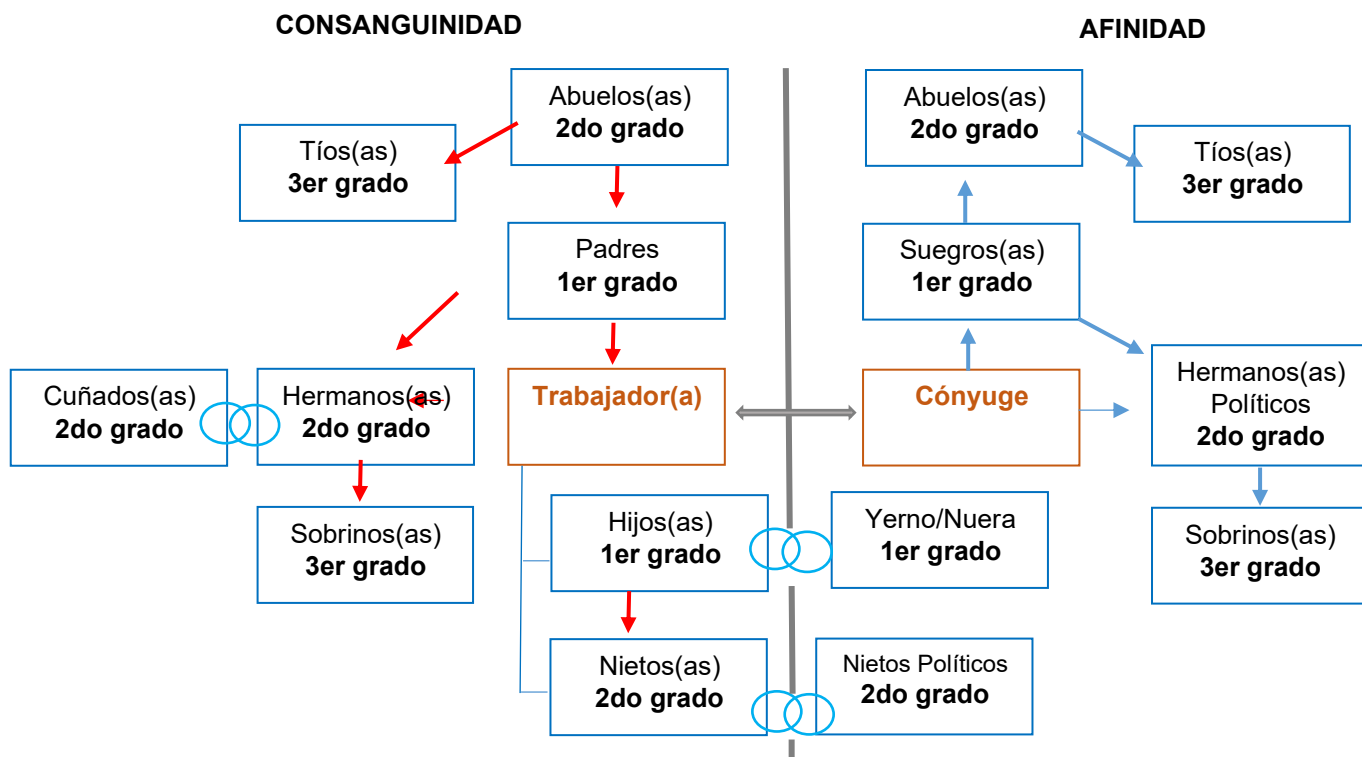 CONSANGUINIDAD
AFINIDAD
Abuelos(as)
2do grado
Tíos(as)
3er grado
Abuelos(as)
2do grado
Tíos(as)
3er grado
Padres
1er grado
Suegros(as)
1er grado
Cuñados(as)
2do grado
Hermanos(as)
2do grado
Trabajador(a)
Cónyuge
Hermanos(as)
Políticos
2do grado
Sobrinos(as)
3er grado
Hijos(as)
1er grado
Yerno/Nuera
1er grado
Sobrinos(as)
3er grado
Nietos(as)
2do grado
Nietos Políticos
2do grado